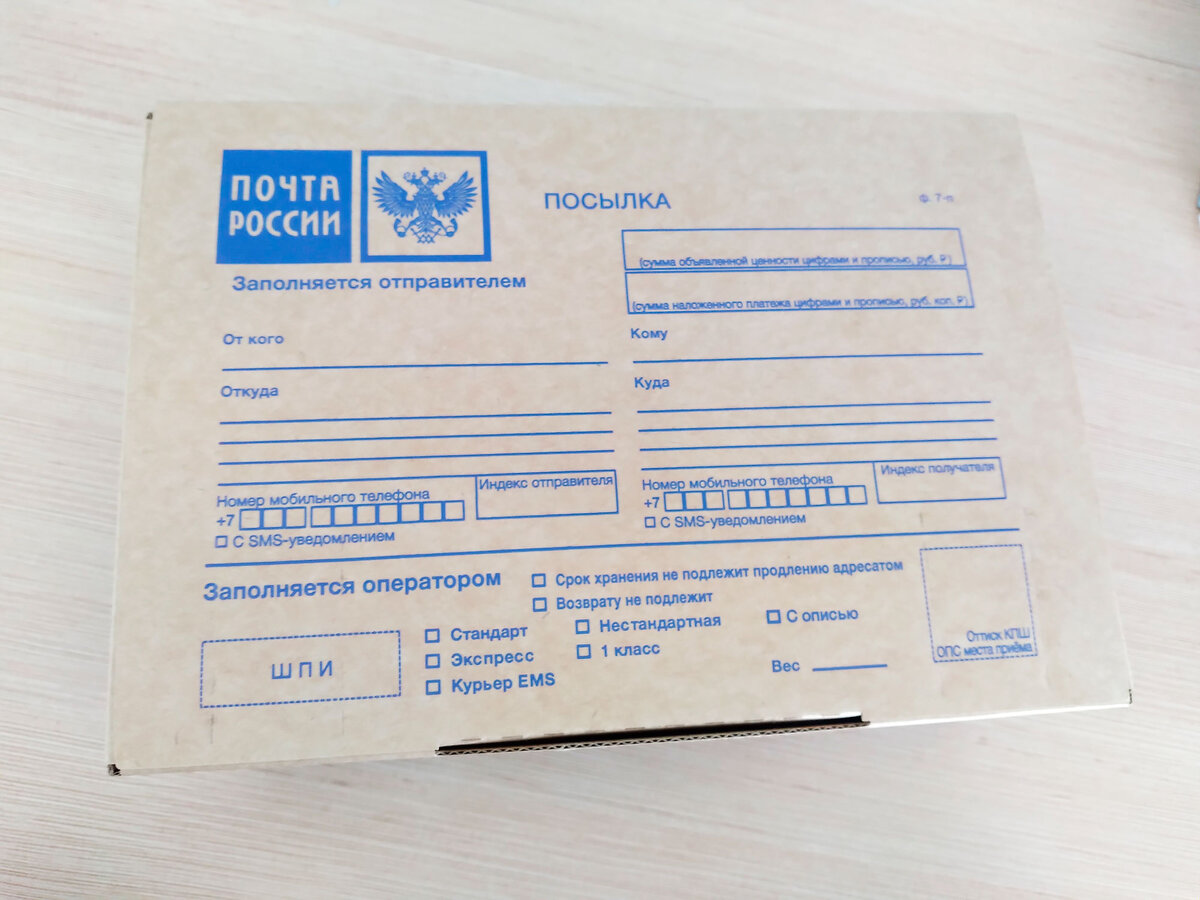 ПОЧТА
РОССИИ
ПОСЫЛКА
Ф. 7-п
Заполняется отправителем
(сумма объявленной ценности цифрами и прописью, руб. ₽)
(сумма наложенного платежа цифрами и прописью, руб. коп. ₽)
От кого
Откуда
Номер мобильного телефона
+7
С SMS-уведомлением
Индекс отправителя
Кому
Куда
Номер мобильного телефона
+7
С SMS-уведомлением
Индекс получателя
Заполняется оператором
Срок хранения не подлежит продлению адресатом
Возврату не подлежит
ШПИ
Стандарт
Экспресс
Курьер EMS
Нестандартная
1 класс
С описью
Вес
Оттиск КПШ
ОПС места приёма